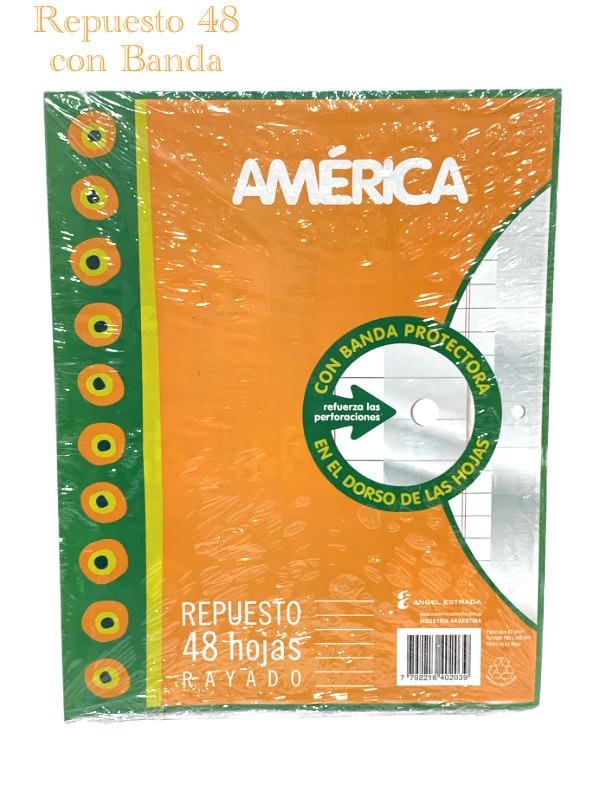 Repuesto 48
con Banda
AMÉRICA
CON BANDA PROTECTORA
refuerza las
perforaciones
EN EL DORSO DE LAS HOJAS
REPUESTO
48 hojas
RAYADO
ANGEL ESTRADA
INDUSTRIA ARGENTINA
7 792216 402039